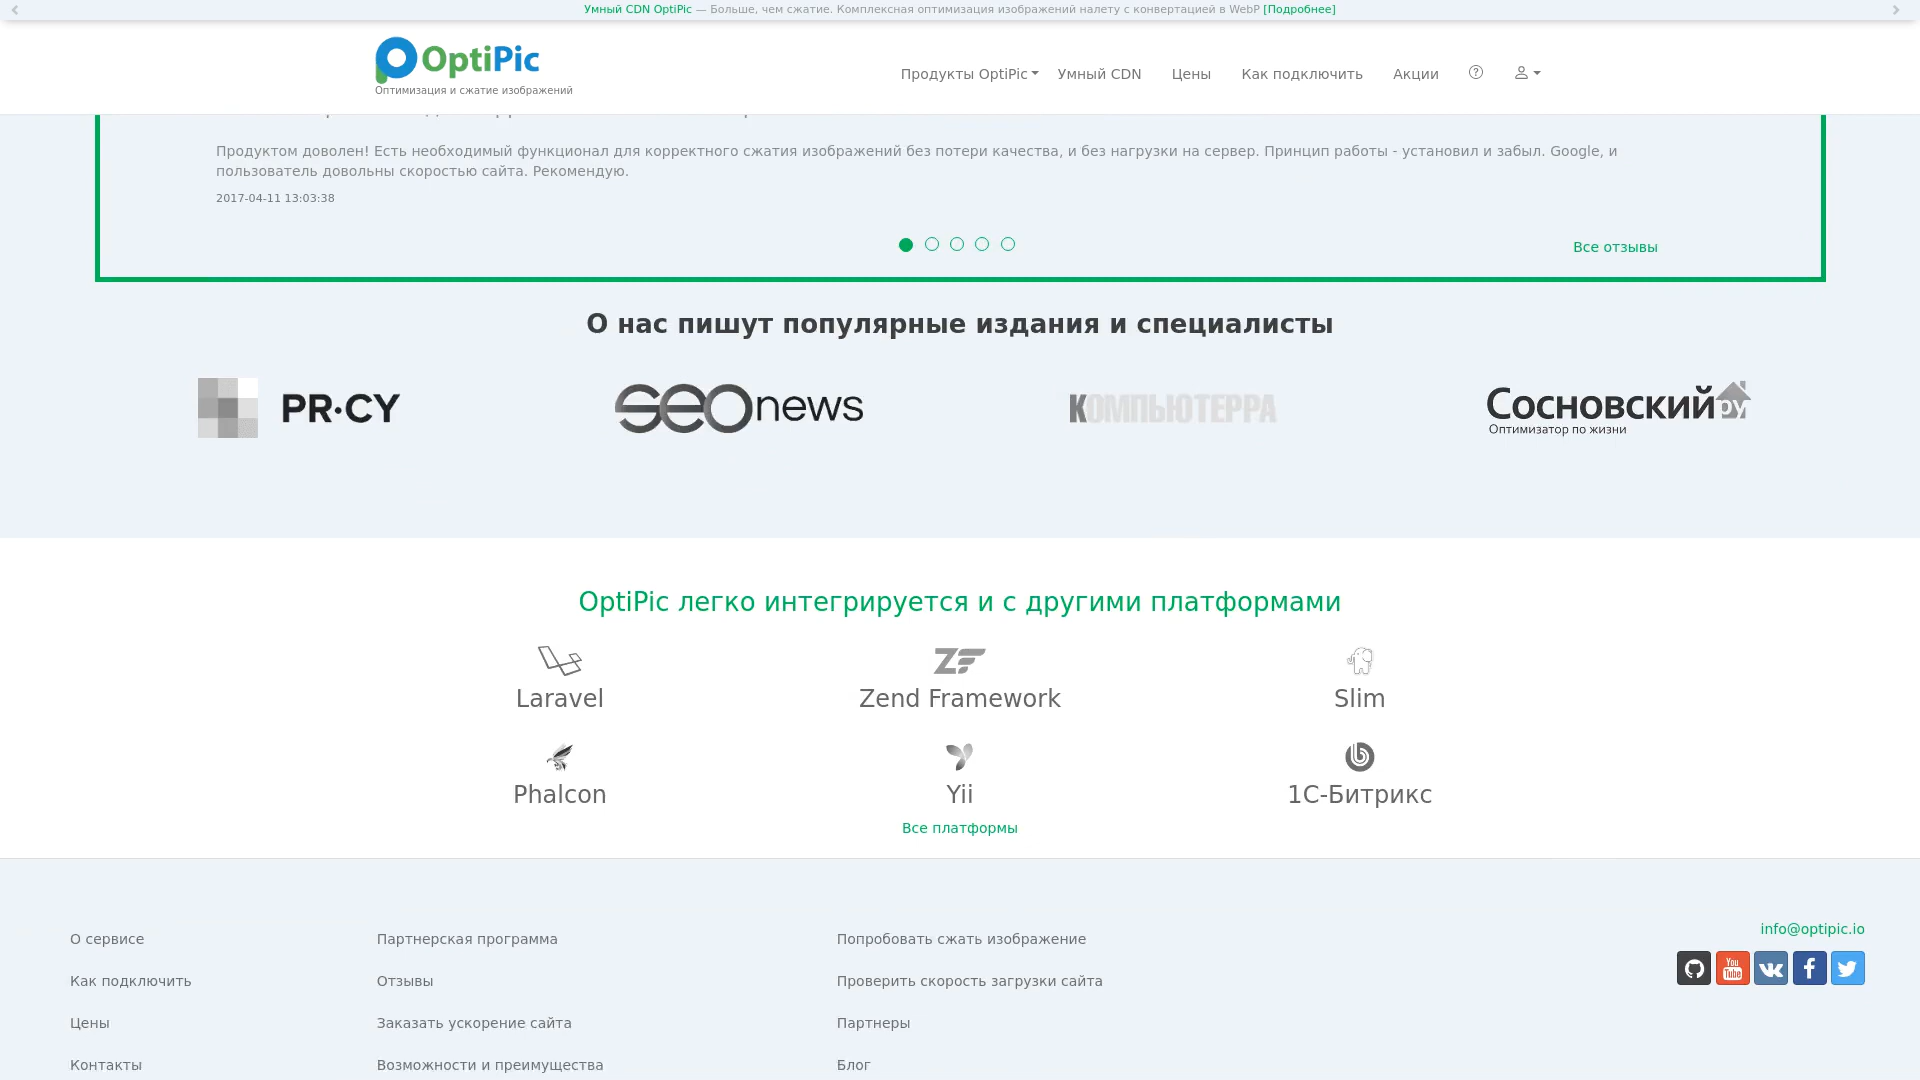 Умный CDN OptiPic — Больше, чем сжатие. Комплексная оптимизация изображений налету с конвертацией в WebP [Подробнее]
OptiPic
Оптимизация и сжатие изображений
Продукты OptiPic
Умный CDN
Цены
Как подключить
Акции
Продуктом доволен! Есть необходимый функционал для корректного сжатия изображений без потери качества, и без нагрузки на сервер. Принцип работы - установил и забыл. Google, и
пользователь довольны скоростью сайта. Рекомендую.
2017-04-11 13:03:38
Все отзывы
О нас пишут популярные издания и специалисты
PR·CY
seonews
КОМПЬЮТЕРРА
Сосновский.ру
Оптимизатор по жизни
OptiPic легко интегрируется и с другими платформами
Laravel
Zend Framework
Slim
Phalcon
Yii
1С-Битрикс
Все платформы
О сервисе
Партнерская программа
Попробовать сжать изображение
info@optipic.io
Как подключить
Отзывы
Проверить скорость загрузки сайта
You
Tube
Цены
Заказать ускорение сайта
Партнеры
Контакты
Возможности и преимущества
Блог